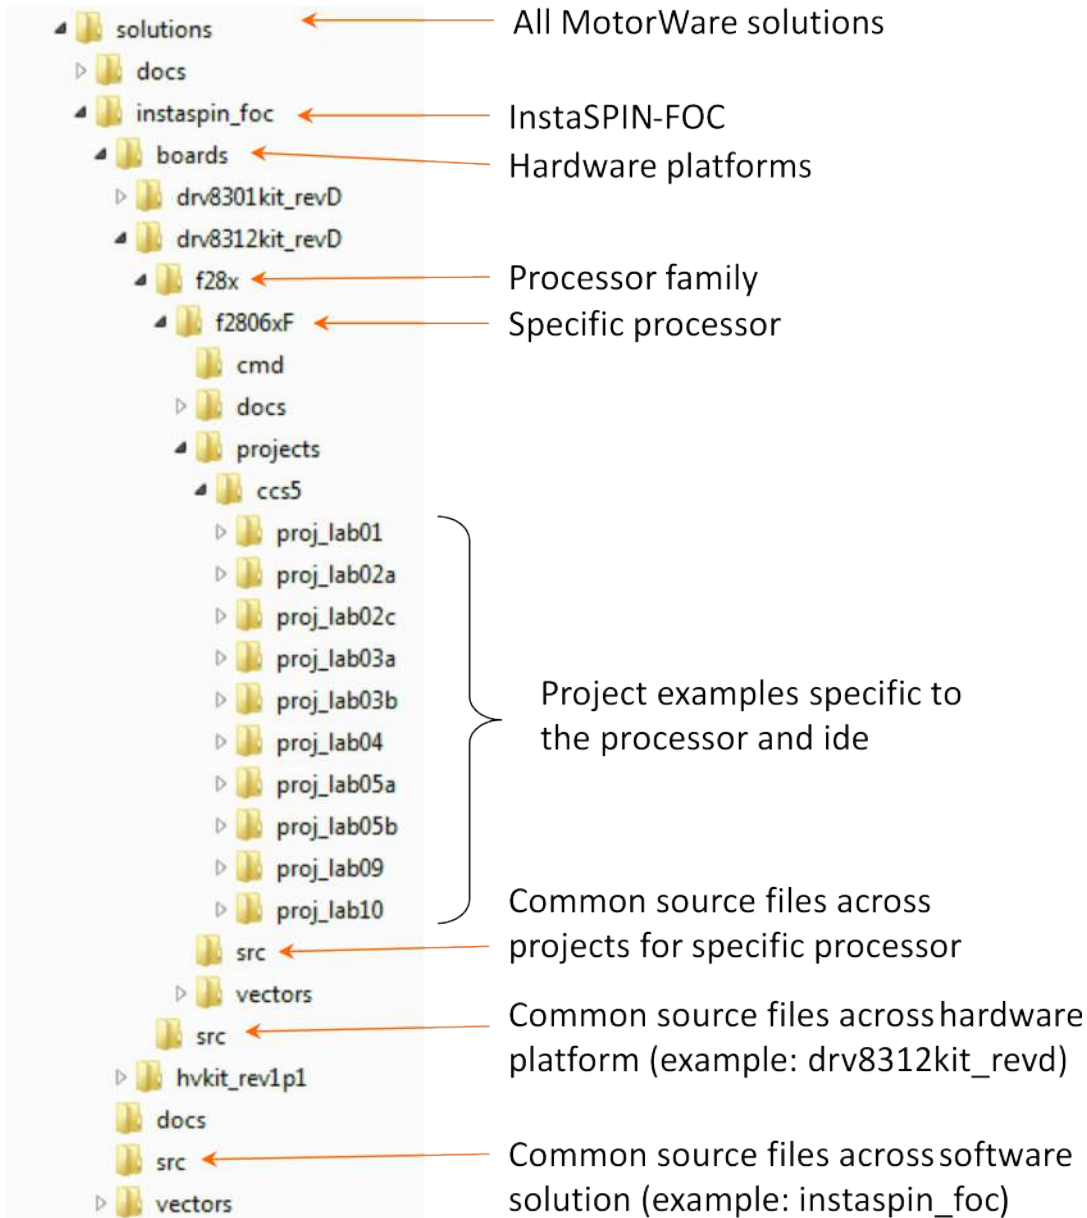 solutions
All MotorWare solutions
docs
instaspin_foc
InstaSPIN-FOC
boards
Hardware platforms
drv8301kit_revD
drv8312kit_revD
f28x
Processor family
f2806xF
Specific processor
cmd
docs
projects
ccs5
proj_lab01
proj_lab02a
proj_lab02c
proj_lab03a
proj_lab03b
proj_lab04
proj_lab05a
proj_lab05b
proj_lab09
proj_lab10
Project examples specific to
the processor and ide
src
Common source files across
projects for specific processor
vectors
src
Common source files across hardware
platform (example: drv8312kit_revd)
hvkit_rev1p1
docs
src
Common source files across software
solution (example: instaspin_foc)
vectors